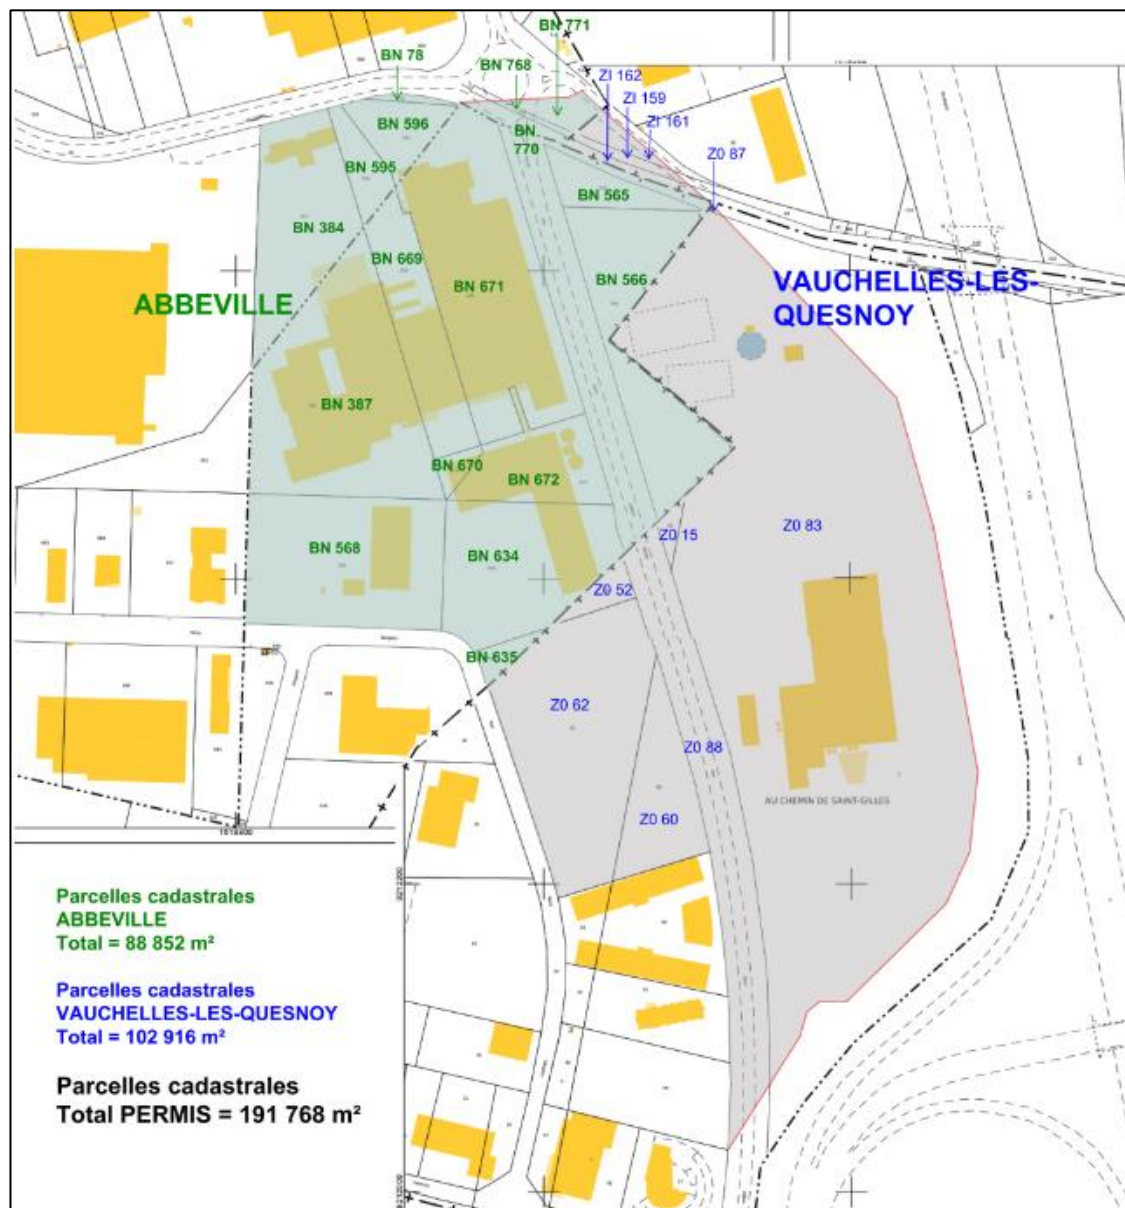 BN 771
BN 78
BN 768
ZI 162
ZI 159
ZI 161
BN 596
BN
770
Z0 87
BN 595
BN 565
BN 384
BN 669
BN 566
BN 671
ABBEVILLE
VAUCHELLES-LES-
QUESNOY
BN 387
BN 670
BN 672
Z0 15
Z0 83
BN 568
BN 634
Z0 52
BN 635
Z0 62
Z0 88
AU CHEMIN DE SAINT-GILLES
Z0 60
Parcelles cadastrales
ABBEVILLE
Total = 88 852 m²
Parcelles cadastrales
VAUCHELLES-LES-QUESNOY
Total = 102 916 m²
Parcelles cadastrales
Total PERMIS = 191 768 m²